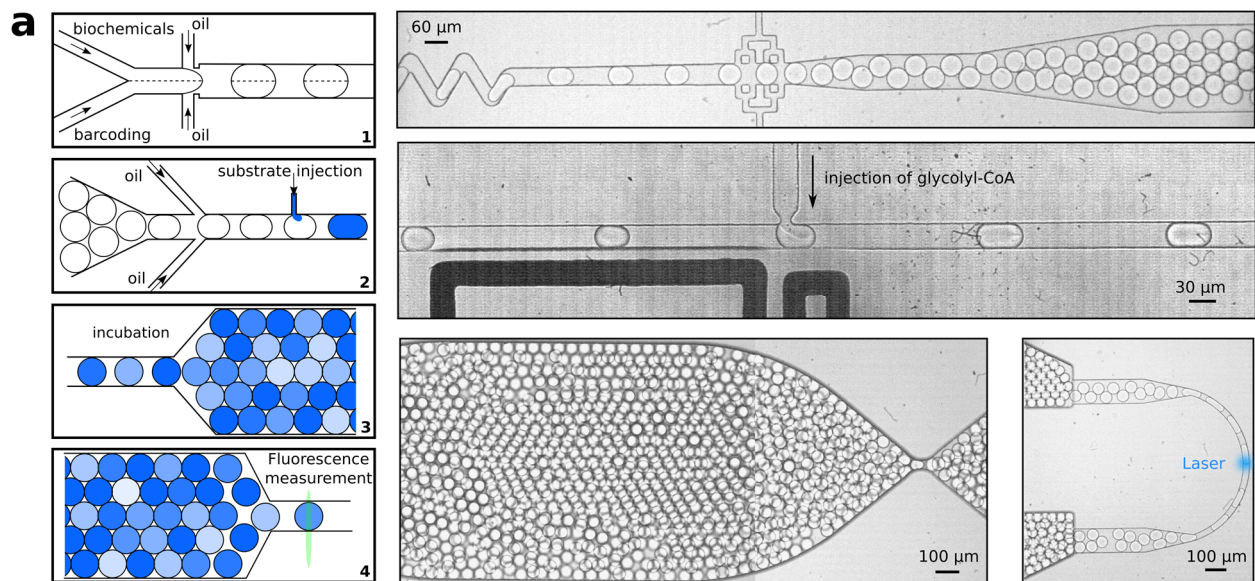 a
biochemicals
oil
barcoding
oil
1
oil
substrate injection
oil
2
incubation
3
Fluorescence
measurement
4
60 µm
injection of glycolyl-CoA
30 µm
100 µm
Laser
100 µm